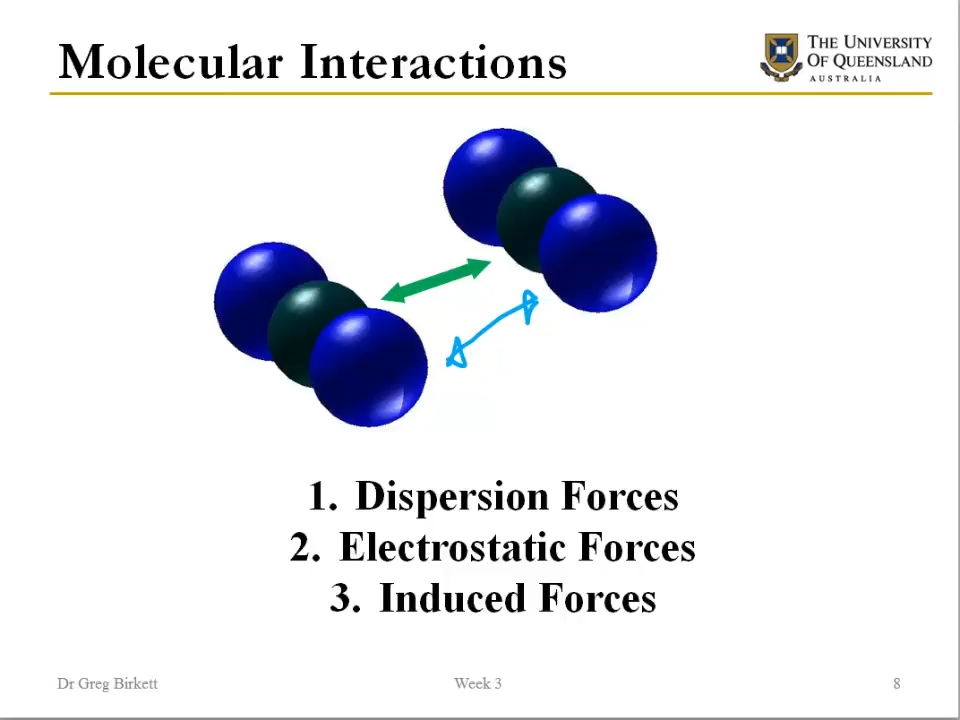 Molecular Interactions
THE UNIVERSITY
OF QUEENSLAND
AUSTRALIA
1. Dispersion Forces
2. Electrostatic Forces
3. Induced Forces
Dr Greg Birkett
Week 3
8